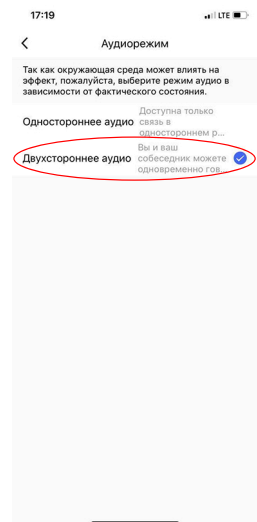 17:19
LTE
Аудиорежим
Так как окружающая среда может влиять на
эффект, пожалуйста, выберите режим аудио в
зависимости от фактического состояния.
Одностороннее аудио
Доступна только
связь в
одностороннем р...
Двухстороннее аудио
Вы и ваш
собеседник можете
одновременно гов...